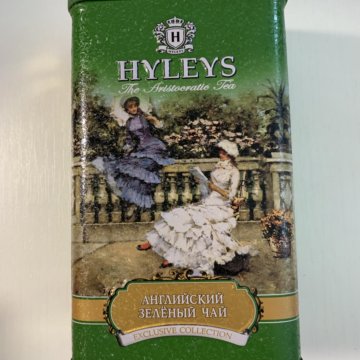 H
HYLEYS
The Aristocratic Tea
АНГЛИЙСКИЙ
ЗЕЛЁНЫЙ ЧАЙ
EXCLUSIVE COLLECTION